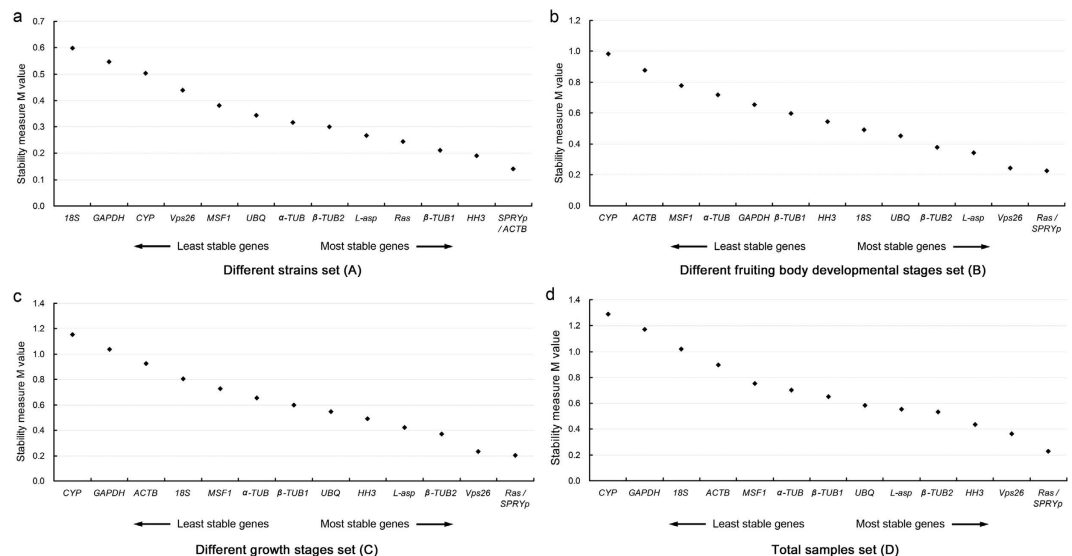 a
Stability measure M value
0.7
0.6
0.5
0.4
0.3
0.2
0.1
0.0
18S GAPDH CYP Vps26 MSF1 UBQ α-TUB β-TUB2 L-asp Ras β-TUB1 HH3 SPRYp
/ ACTB
Least stable genes Most stable genes
Different strains set (A)
b
Stability measure M value
1.2
1.0
0.8
0.6
0.4
0.2
0.0
CYP ACTB MSF1 α-TUB GAPDH β-TUB1 HH3 18S UBQ β-TUB2 L-asp Vps26 Ras /
SPRYp
Least stable genes Most stable genes
Different fruiting body developmental stages set (B)
c
Stability measure M value
1.4
1.2
1.0
0.8
0.6
0.4
0.2
0.0
CYP GAPDH ACTB 18S MSF1 α-TUB β-TUB1 UBQ HH3 L-asp β-TUB2 Vps26 Ras /
SPRYp
Least stable genes Most stable genes
Different growth stages set (C)
d
Stability measure M value
1.4
1.2
1.0
0.8
0.6
0.4
0.2
0.0
CYP GAPDH 18S ACTB MSF1 α-TUB β-TUB1 UBQ L-asp β-TUB2 HH3 Vps26 Ras /
SPRYp
Least stable genes Most stable genes
Total samples set (D)